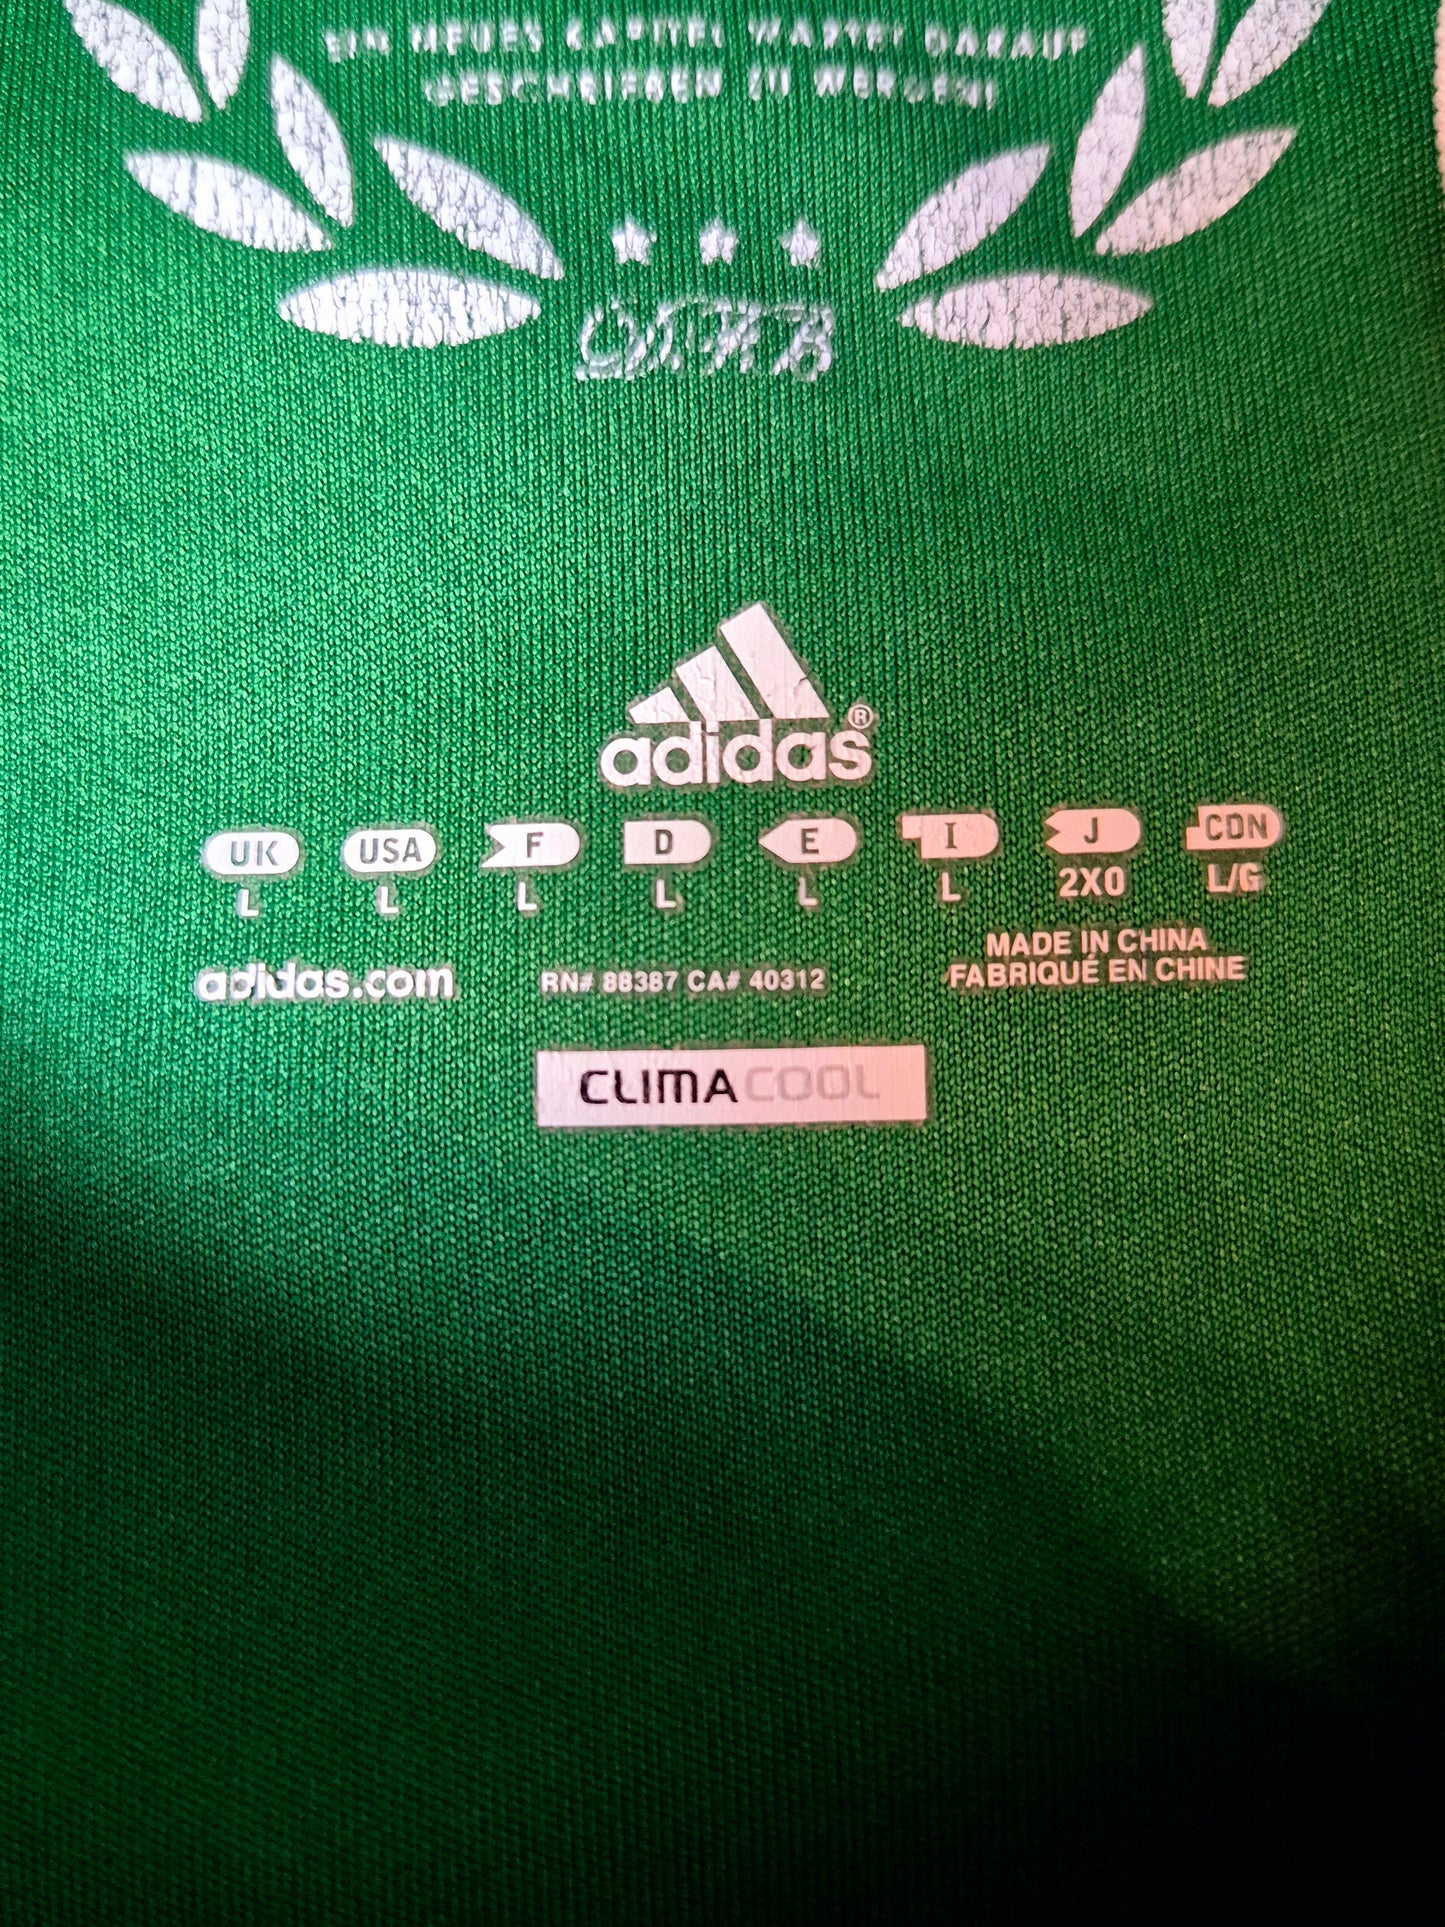 EIN NEUES KAPITEL WARTET DARAUF
GESCHRIEBEN ZU WERDEN!
adidas®
UK USA F D E I J CDN
L L L L L L 2XO L/G
adidas.com RN# 88387 CA# 40312 MADE IN CHINA
FABRIQUÉ EN CHINE
CLIMACOOL